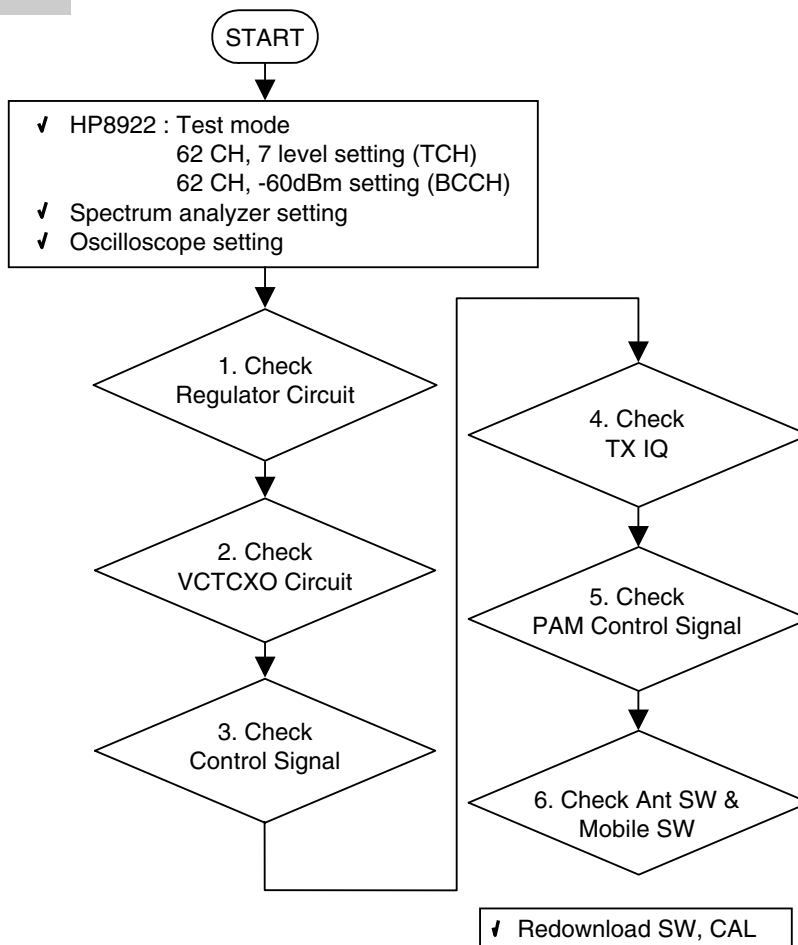 START
✓ HP8922 : Test mode
62 CH, 7 level setting (TCH)
62 CH, -60dBm setting (BCCH)
✓ Spectrum analyzer setting
✓ Oscilloscope setting
1. Check
Regulator Circuit
2. Check
VCTCXO Circuit
3. Check
Control Signal
4. Check
TX IQ
5. Check
PAM Control Signal
6. Check Ant SW &
Mobile SW
✓ Redownload SW, CAL